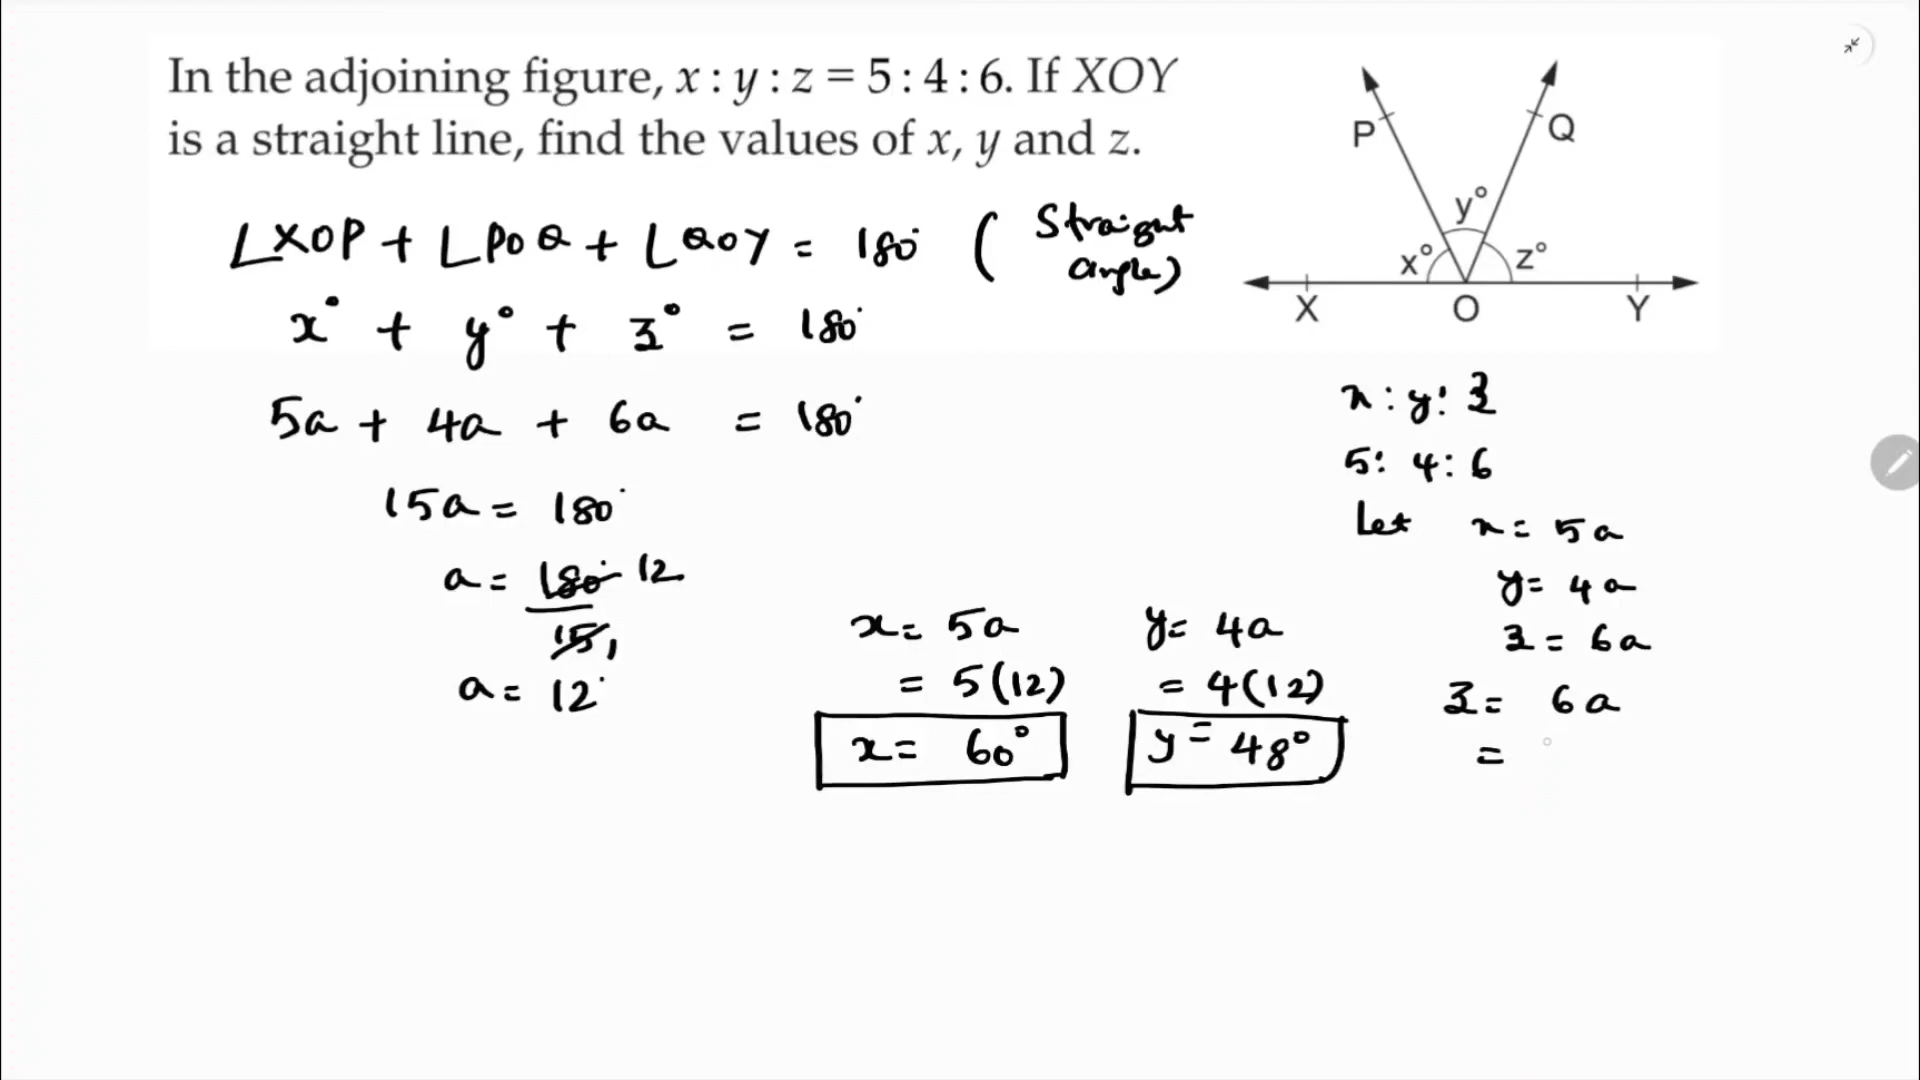 In the adjoining figure, x : y : z = 5 : 4 : 6. If XOY
is a straight line, find the values of x, y and z.
P
Q
y°
x°
z°
X
O
Y
∠XOP + ∠POQ + ∠QOY = 180° ( Straight
angle)
x° + y° + z° = 180°
5a + 4a + 6a = 180°
15a = 180°
a = 180° 12
15 1
a = 12°
x : y : z
5 : 4 : 6
Let x = 5a
y = 4a
z = 6a
x = 5a
= 5(12)
x = 60°
y = 4a
= 4(12)
y = 48°
z = 6a
=